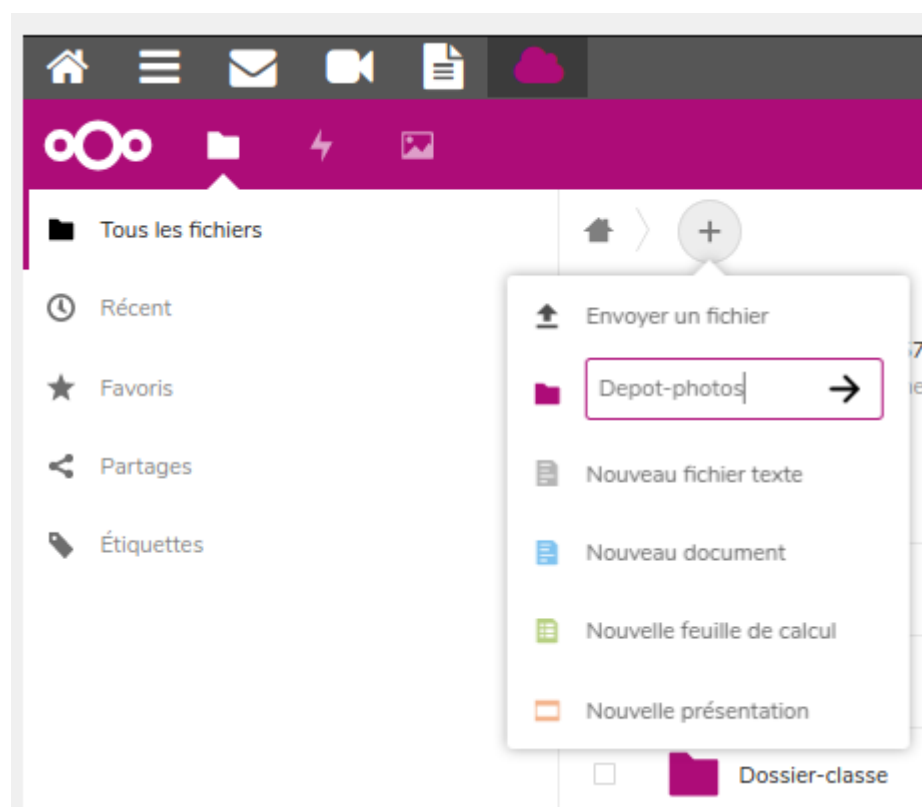 Tous les fichiers
Récent
Favoris
Partages
Étiquettes
Envoyer un fichier
Depot-photos
Nouveau fichier texte
Nouveau document
Nouvelle feuille de calcul
Nouvelle présentation
Dossier-classe